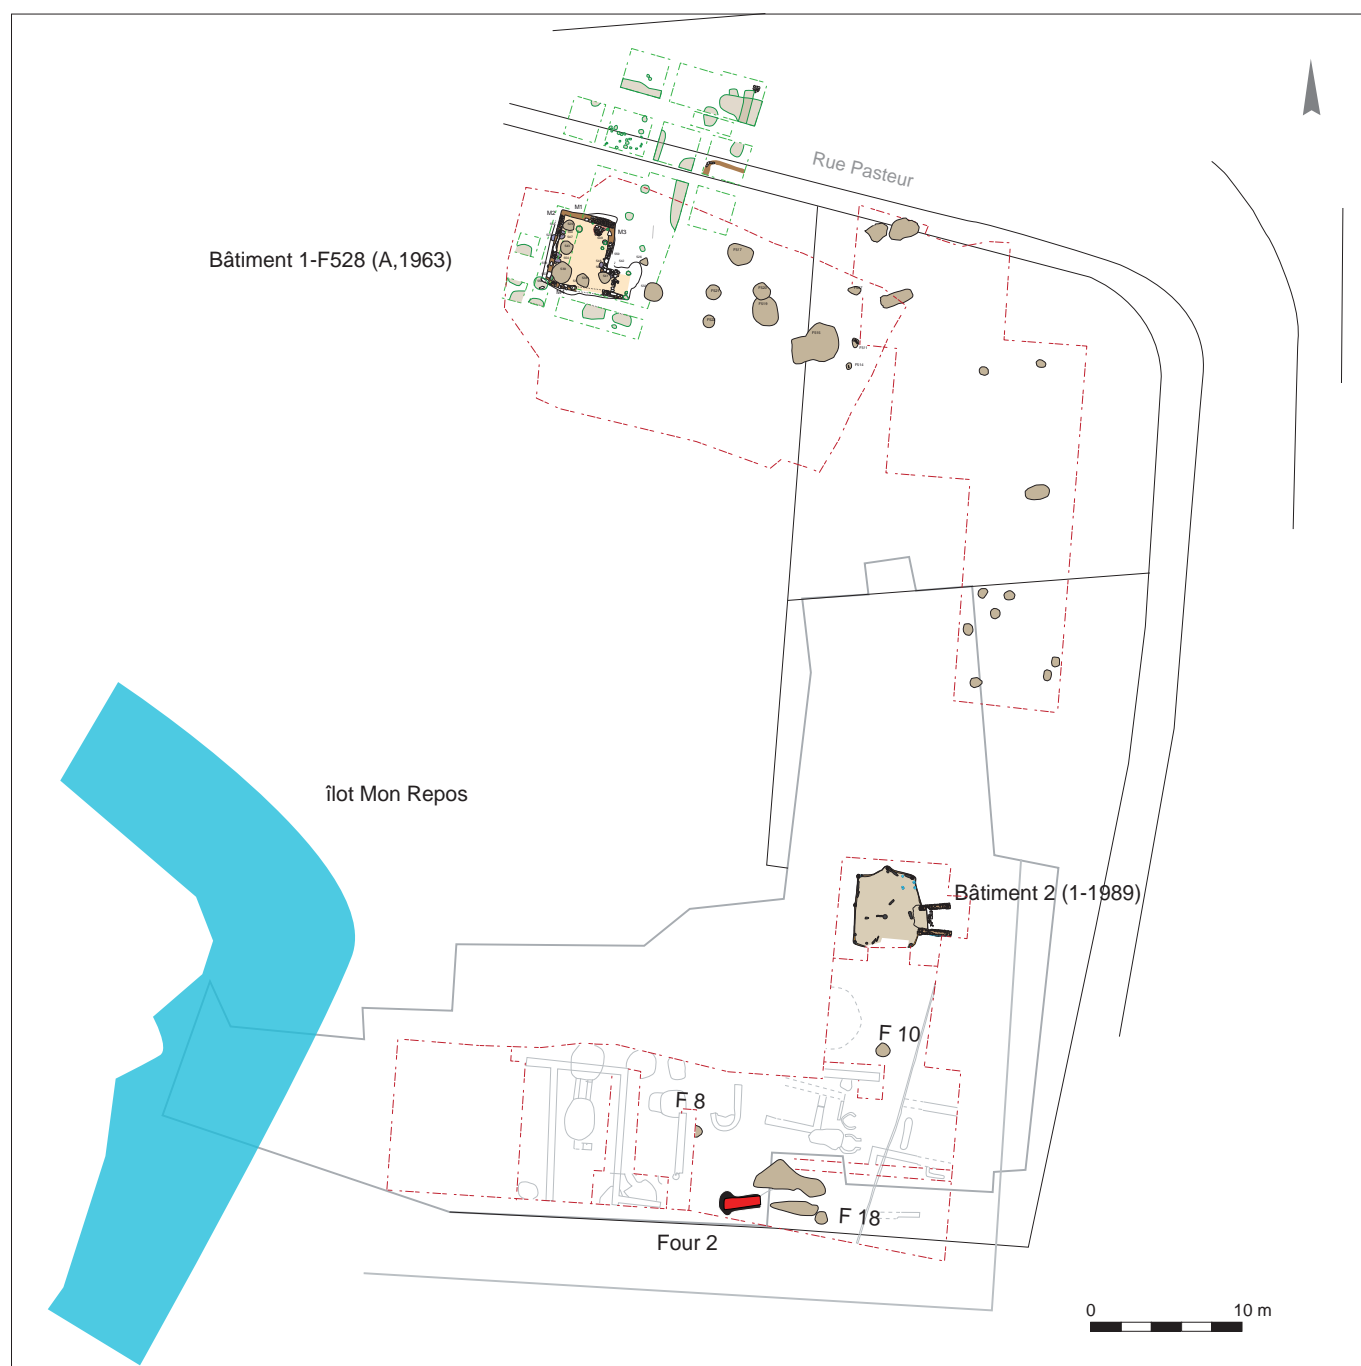 Rue Pasteur
M1
M2
M3
Bâtiment 1-F528 (A,1963)
îlot Mon Repos
Bâtiment 2 (1-1989)
F 10
F 8
F 18
Four 2
0 10 m